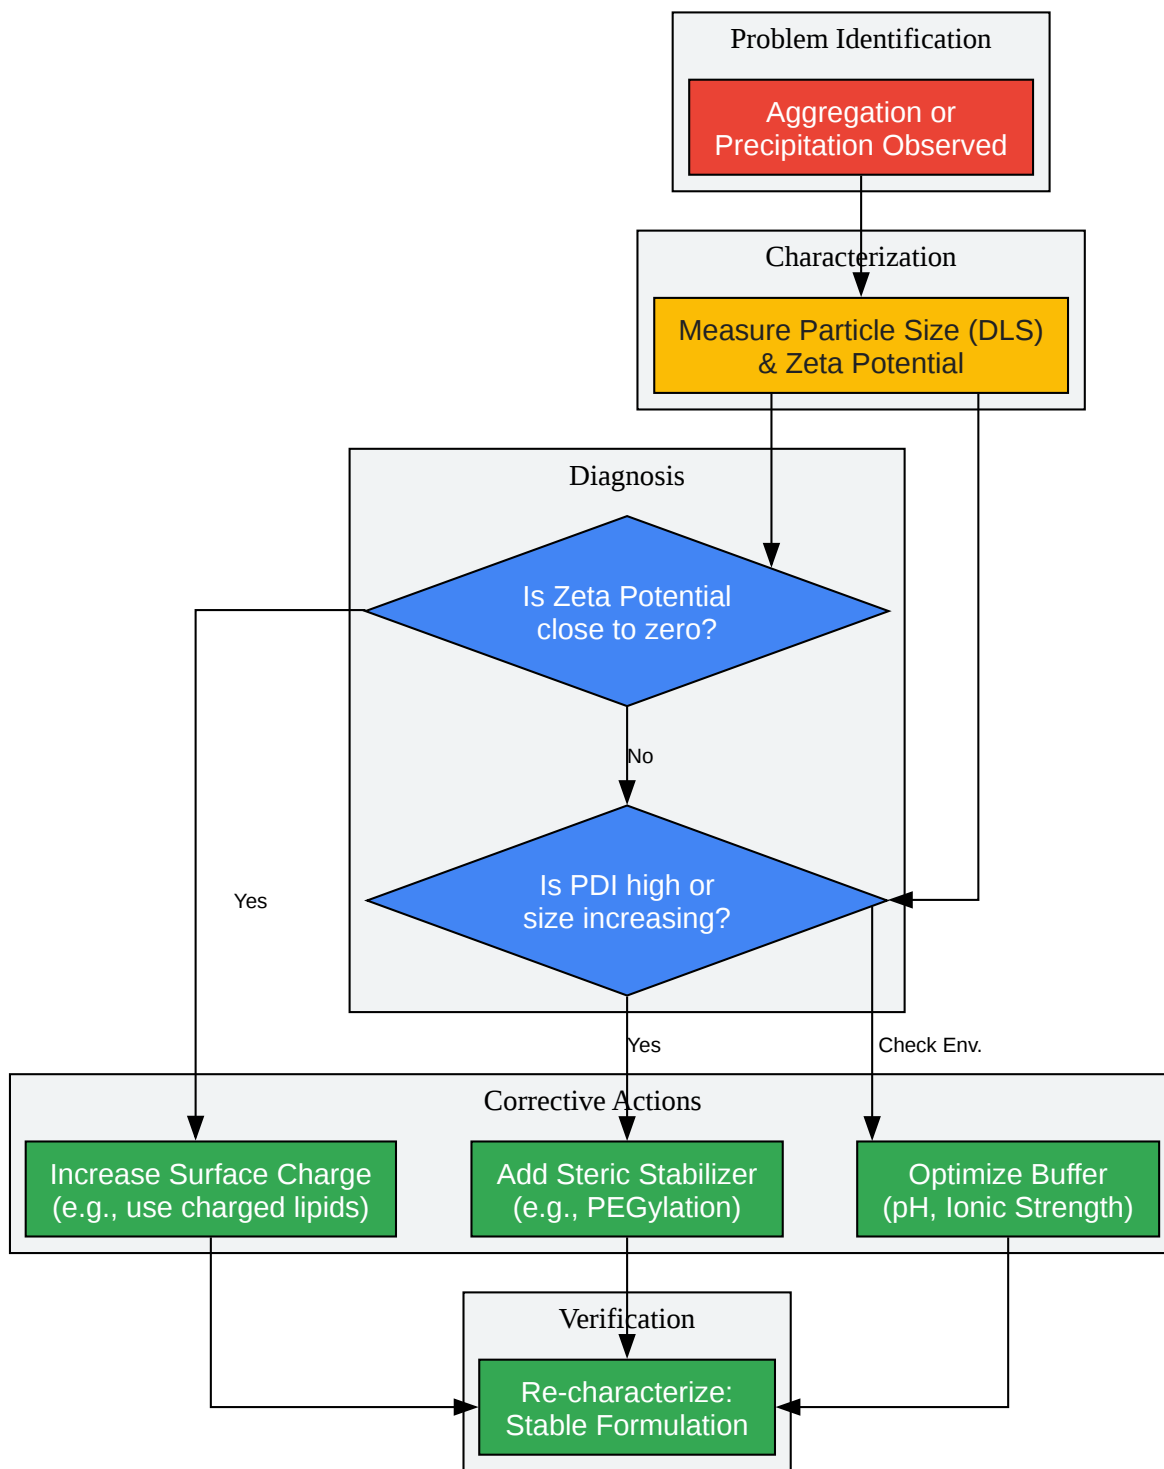 Problem Identification
Aggregation or
Precipitation Observed
Characterization
Measure Particle Size (DLS)
& Zeta Potential
Diagnosis
Is Zeta Potential
close to zero?
No
Is PDI high or
size increasing?
Yes
Yes
Check Env.
Corrective Actions
Increase Surface Charge
(e.g., use charged lipids)
Add Steric Stabilizer
(e.g., PEGylation)
Optimize Buffer
(pH, Ionic Strength)
Verification
Re-characterize:
Stable Formulation